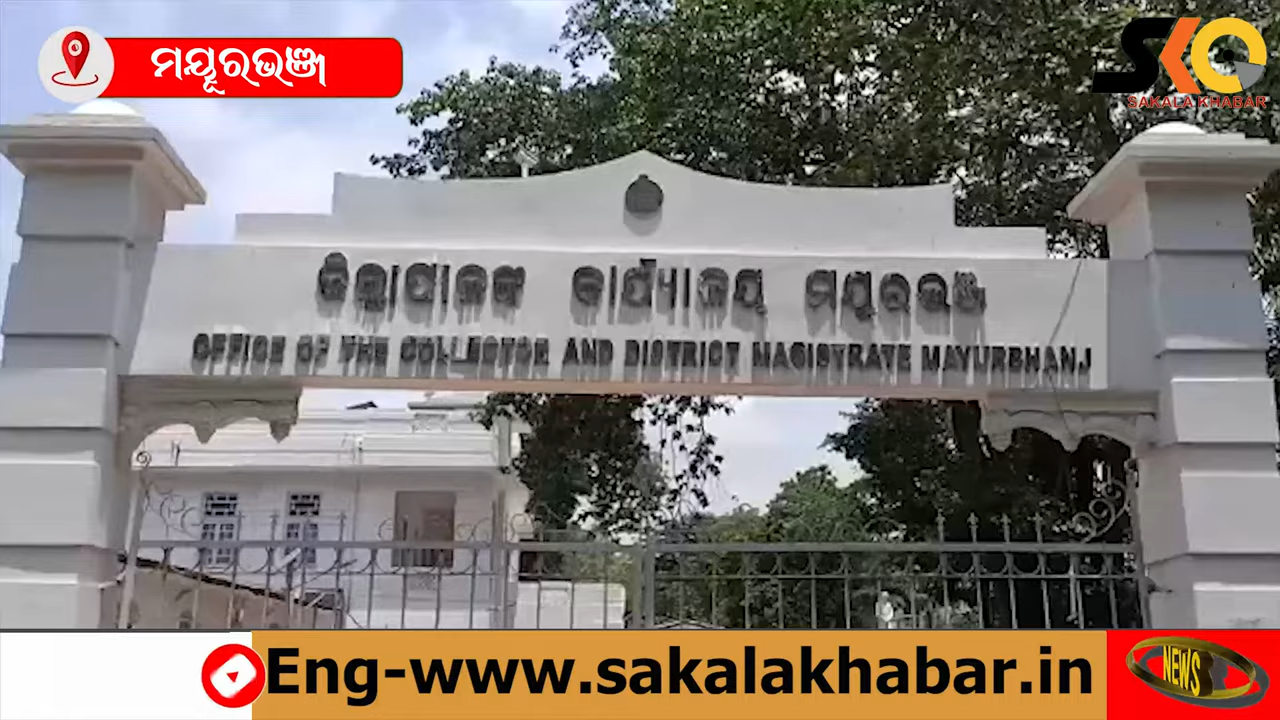 ମୟୂରଭଞ୍ଜ
SKC
SAKALA KHABAR
ଜିଲ୍ଲାପାଳଙ୍କ କାର୍ଯ୍ୟାଳୟ ମୟୂରଭଞ୍ଜ
OFFICE OF THE COLLECTOR AND DISTRICT MAGISTRATE MAYURBHANJ
Eng-www.sakalakhabar.in
NEWS